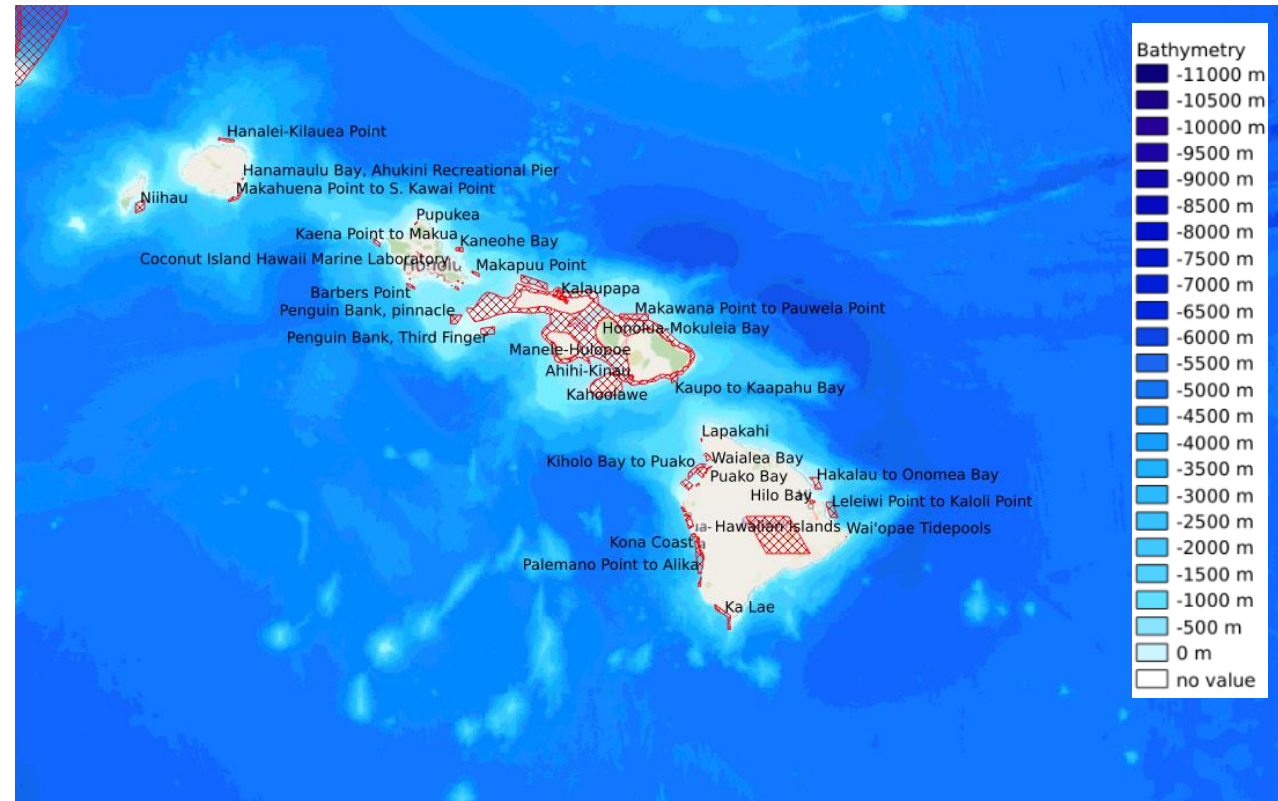 Hanalei-Kilauea Point
Hanamaulu Bay, Ahukini Recreational Pier
Makahuena Point to S. Kawai Point
Niihau
Pupukea
Kaena Point to Makua
Kaneohe Bay
Coconut Island Hawaii Marine Laboratory
Makapuu Point
Kalaupapa
Barbers Point
Penguin Bank, pinnacle
Makawana Point to Pauwela Point
Honolua-Mokuleia Bay
Penguin Bank, Third Finger
Manele-Holopoe
Ahihi-Kinau
Kaupo to Kaapahu Bay
Kahoolawe
Lapakahi
Waialea Bay
Kiholo Bay to Puako
Puako Bay
Hakalau to Onomea Bay
Hilo Bay
Leleiwi Point to Kaloli Point
Hawaiian Islands
Wai'opae Tidepools
Kona Coast
Palemano Point to Alika
Ka Lae
Bathymetry
-11000 m
-10500 m
-10000 m
-9500 m
-9000 m
-8500 m
-8000 m
-7500 m
-7000 m
-6500 m
-6000 m
-5500 m
-5000 m
-4500 m
-4000 m
-3500 m
-3000 m
-2500 m
-2000 m
-1500 m
-1000 m
-500 m
0 m
no value